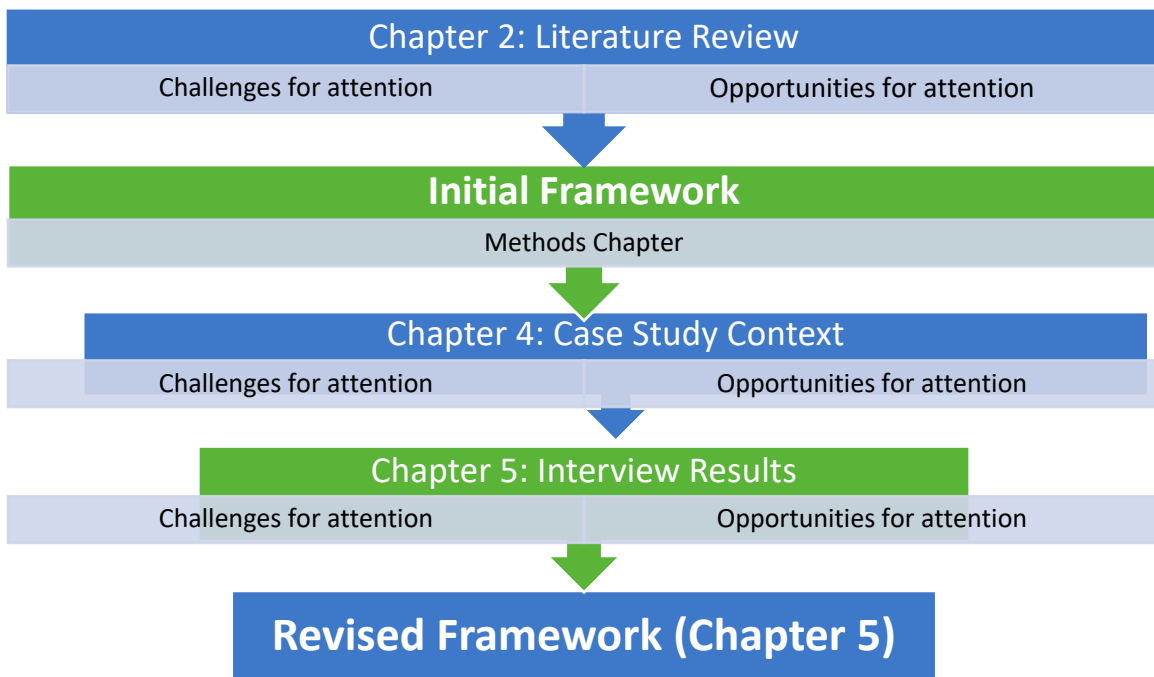 Chapter 2: Literature Review
Challenges for attention
Opportunities for attention
Initial Framework
Methods Chapter
Chapter 4: Case Study Context
Challenges for attention
Opportunities for attention
Chapter 5: Interview Results
Challenges for attention
Opportunities for attention
Revised Framework (Chapter 5)